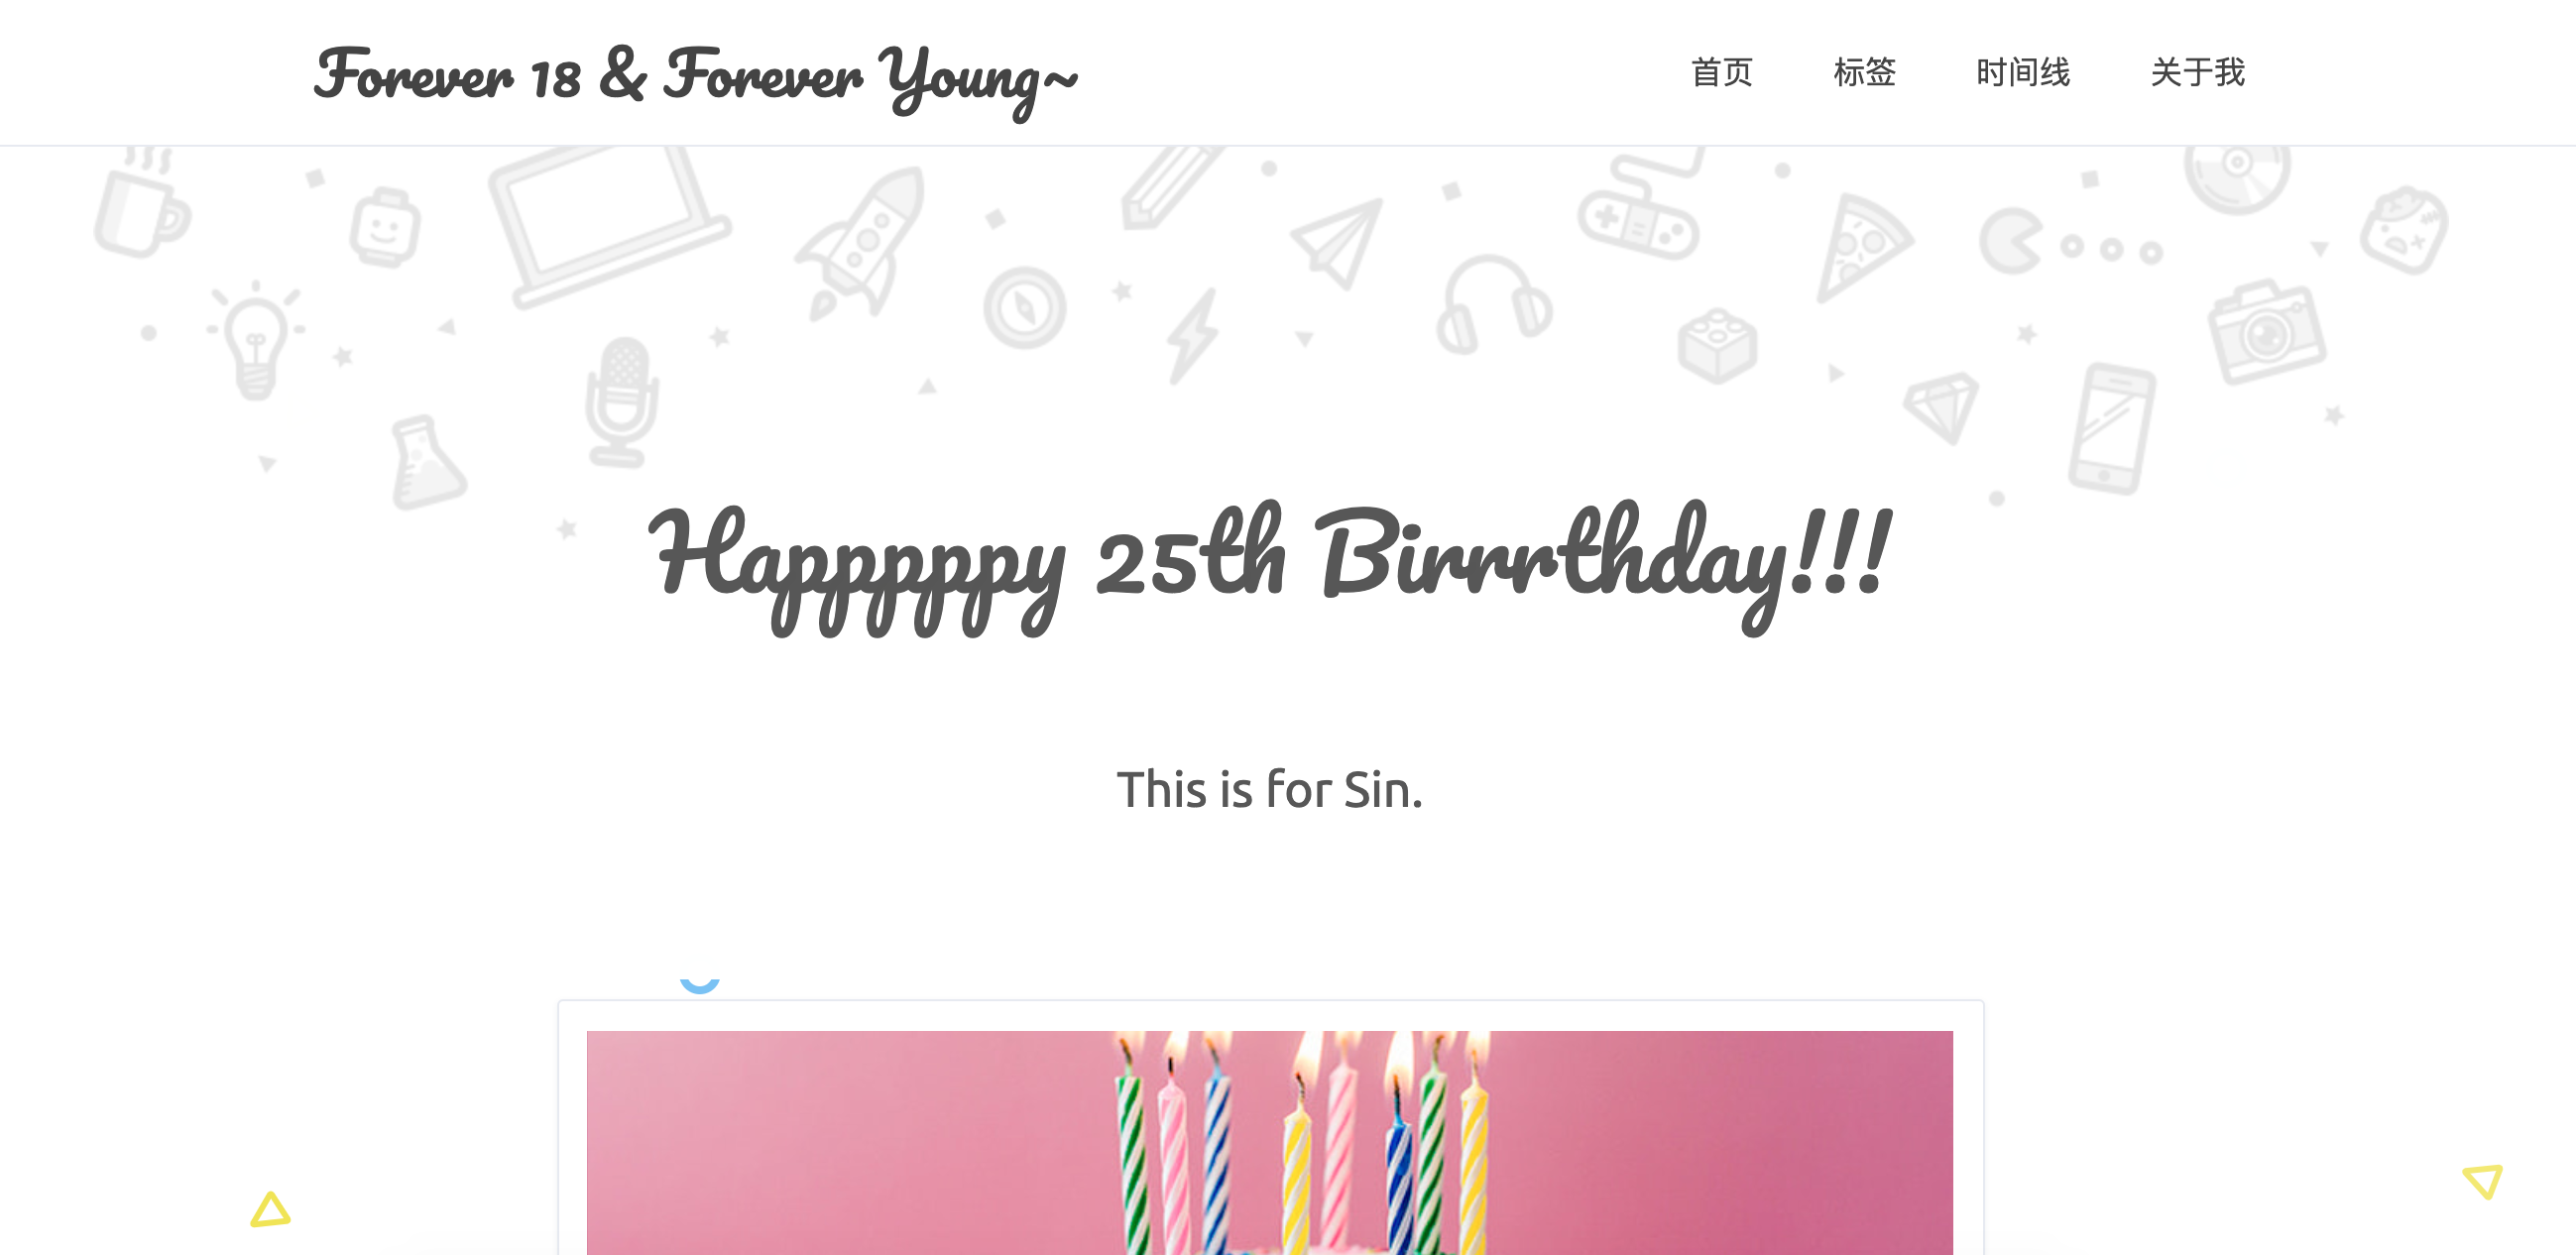 Forever 18 & Forever Young~
首页 标签 时间线 关于我
Happpppy 25th Birrrthday!!!
This is for Sin.